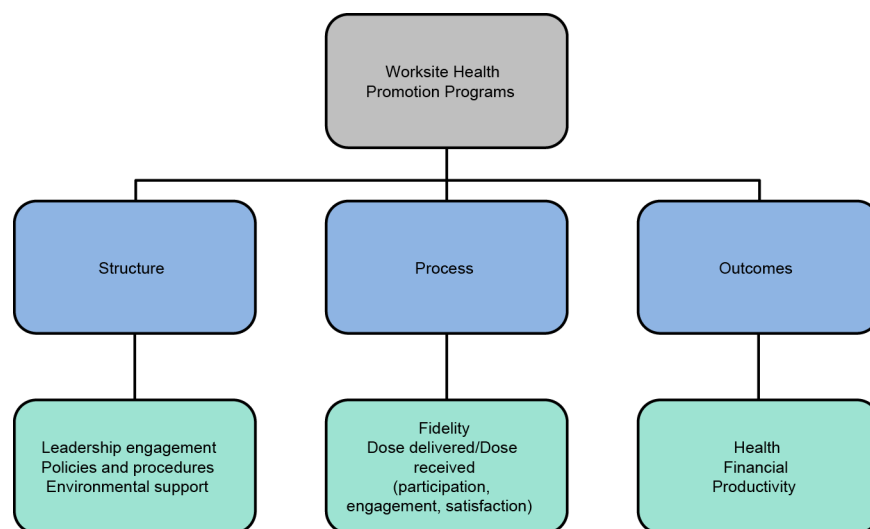 Worksite Health
Promotion Programs
Structure
Process
Outcomes
Leadership engagement
Policies and procedures
Environmental support
Fidelity
Dose delivered/Dose
received
(participation,
engagement, satisfaction)
Health
Financial
Productivity